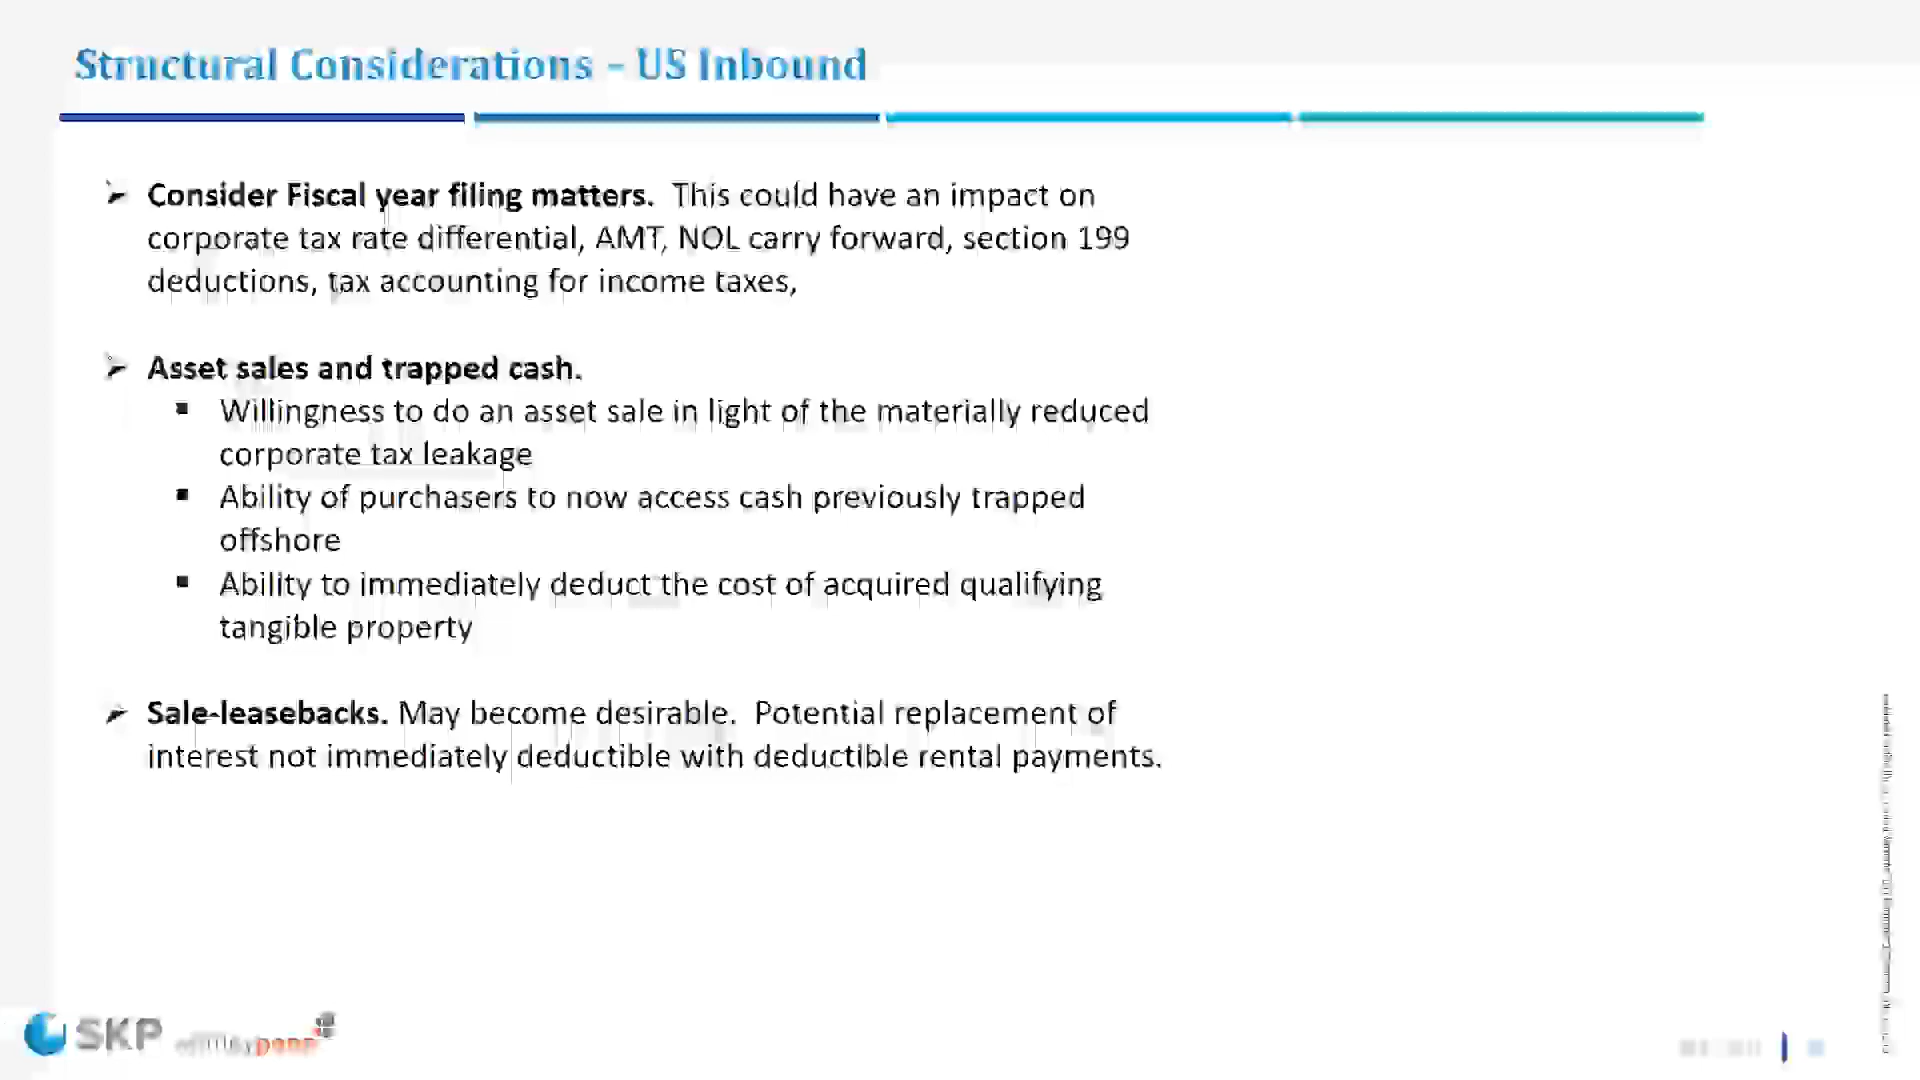 Structural Considerations – US Inbound
➢ Consider Fiscal year filing matters. This could have an impact on
corporate tax rate differential, AMT, NOL carry forward, section 199
deductions, tax accounting for income taxes,
➢ Asset sales and trapped cash.
▪ Willingness to do an asset sale in light of the materially reduced
corporate tax leakage
▪ Ability of purchasers to now access cash previously trapped
offshore
▪ Ability to immediately deduct the cost of acquired qualifying
tangible property
➢ Sale-leasebacks. May become desirable. Potential replacement of
interest not immediately deductible with deductible rental payments.
SKP